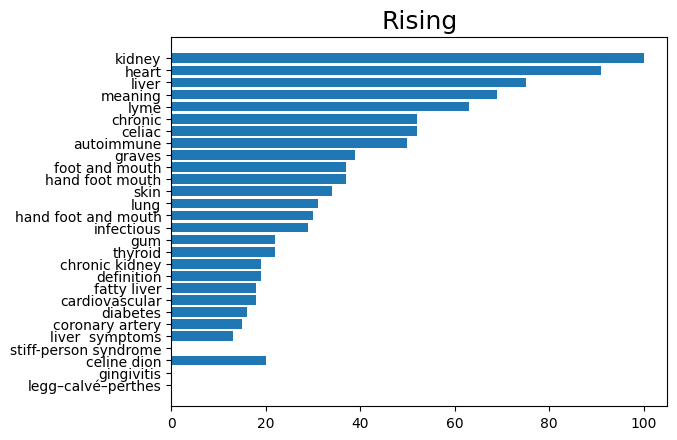 Rising
kidney
heart
liver
meaning
lyme
chronic
celiac
autoimmune
graves
foot and mouth
hand foot mouth
skin
lung
hand foot and mouth
infectious
gum
thyroid
chronic kidney
definition
fatty liver
cardiovascular
diabetes
coronary artery
liver  symptoms
stiff-person syndrome
celine dion
gingivitis
legg–calvé–perthes
0 20 40 60 80 100